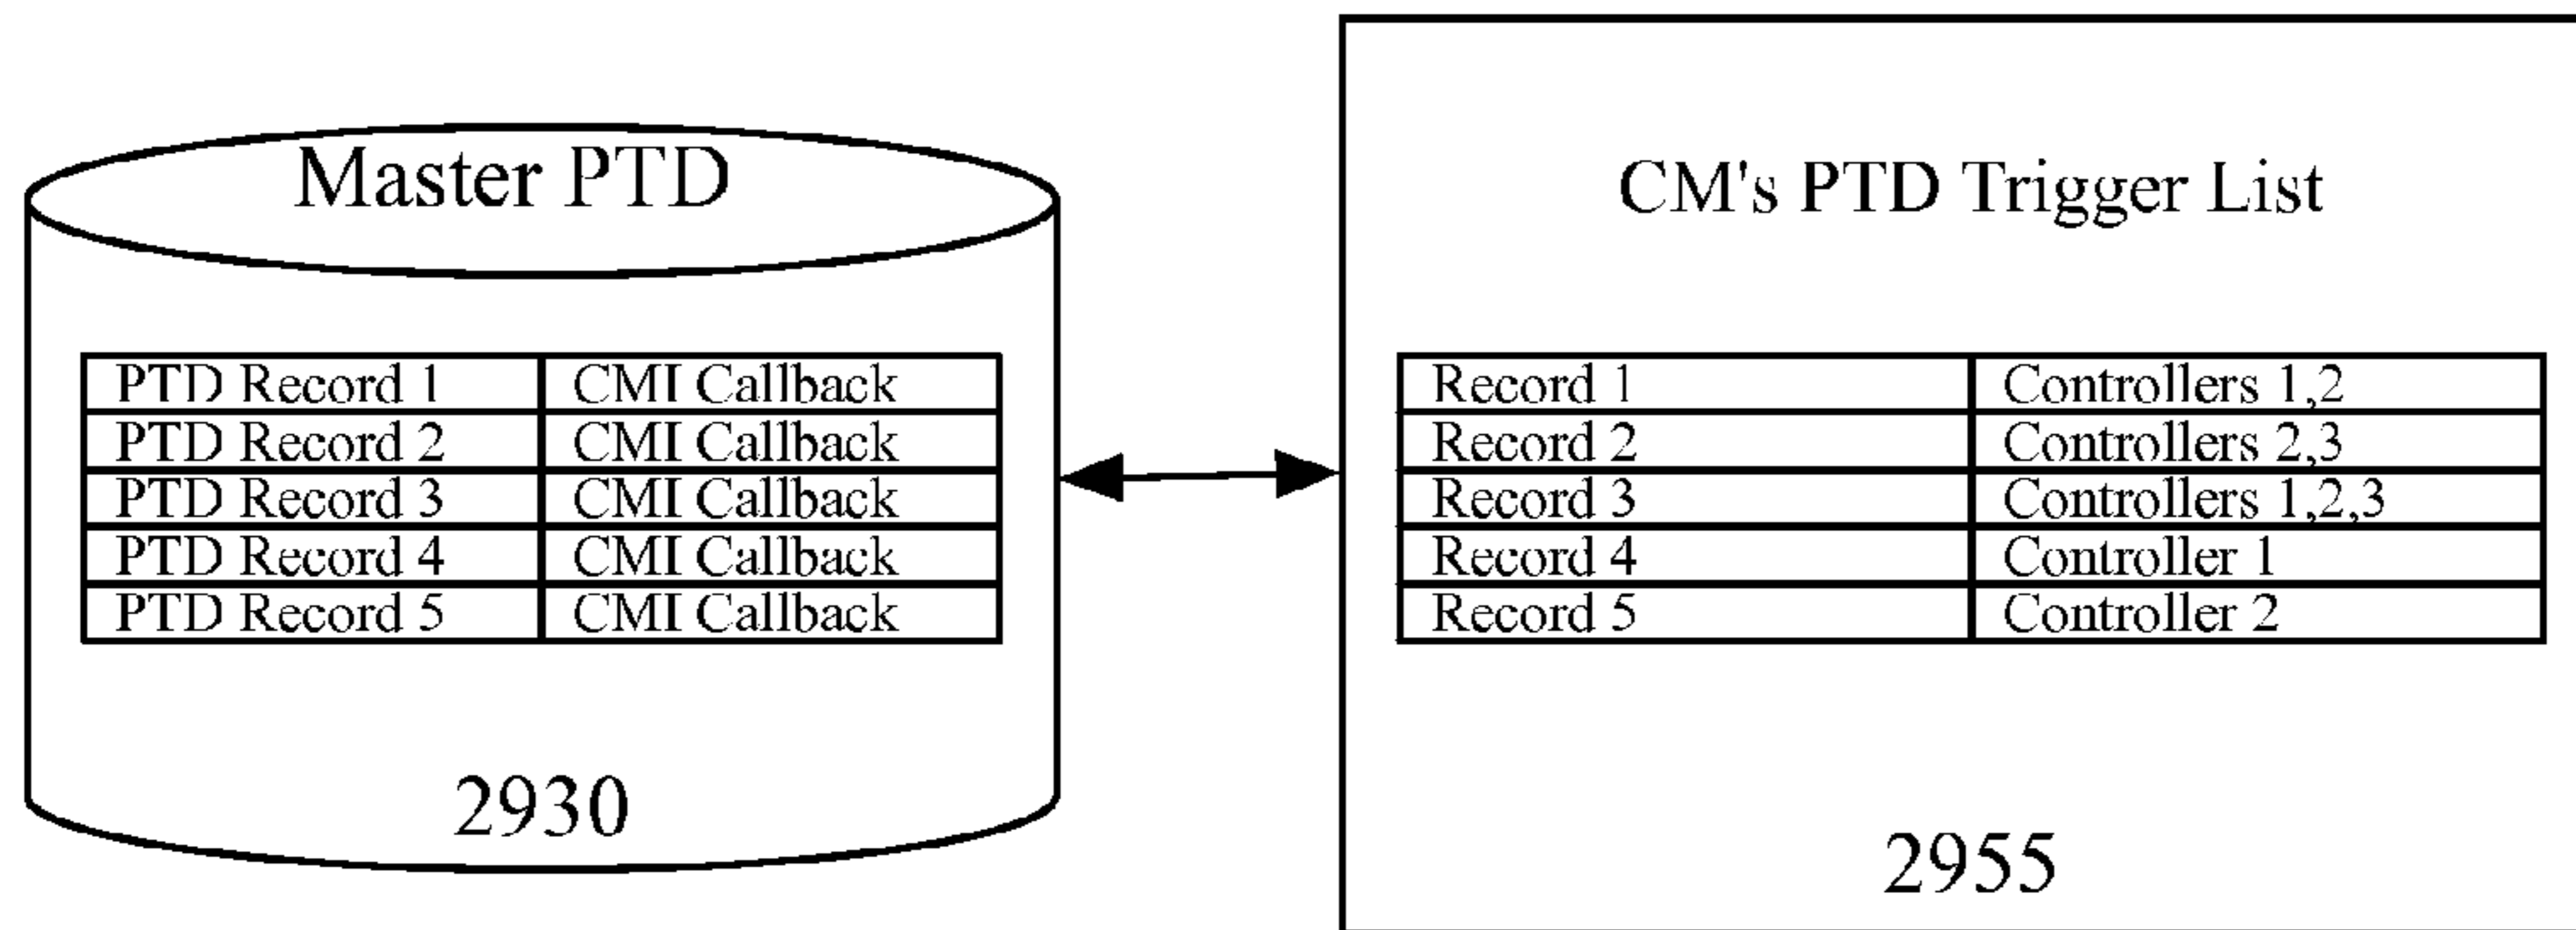 Master PTD
PTD Record 1 CMI Callback
PTD Record 2 CMI Callback
PTD Record 3 CMI Callback
PTD Record 4 CMI Callback
PTD Record 5 CMI Callback
2930
CM's PTD Trigger List
Record 1 Controllers 1,2
Record 2 Controllers 2,3
Record 3 Controllers 1,2,3
Record 4 Controller 1
Record 5 Controller 2
2955